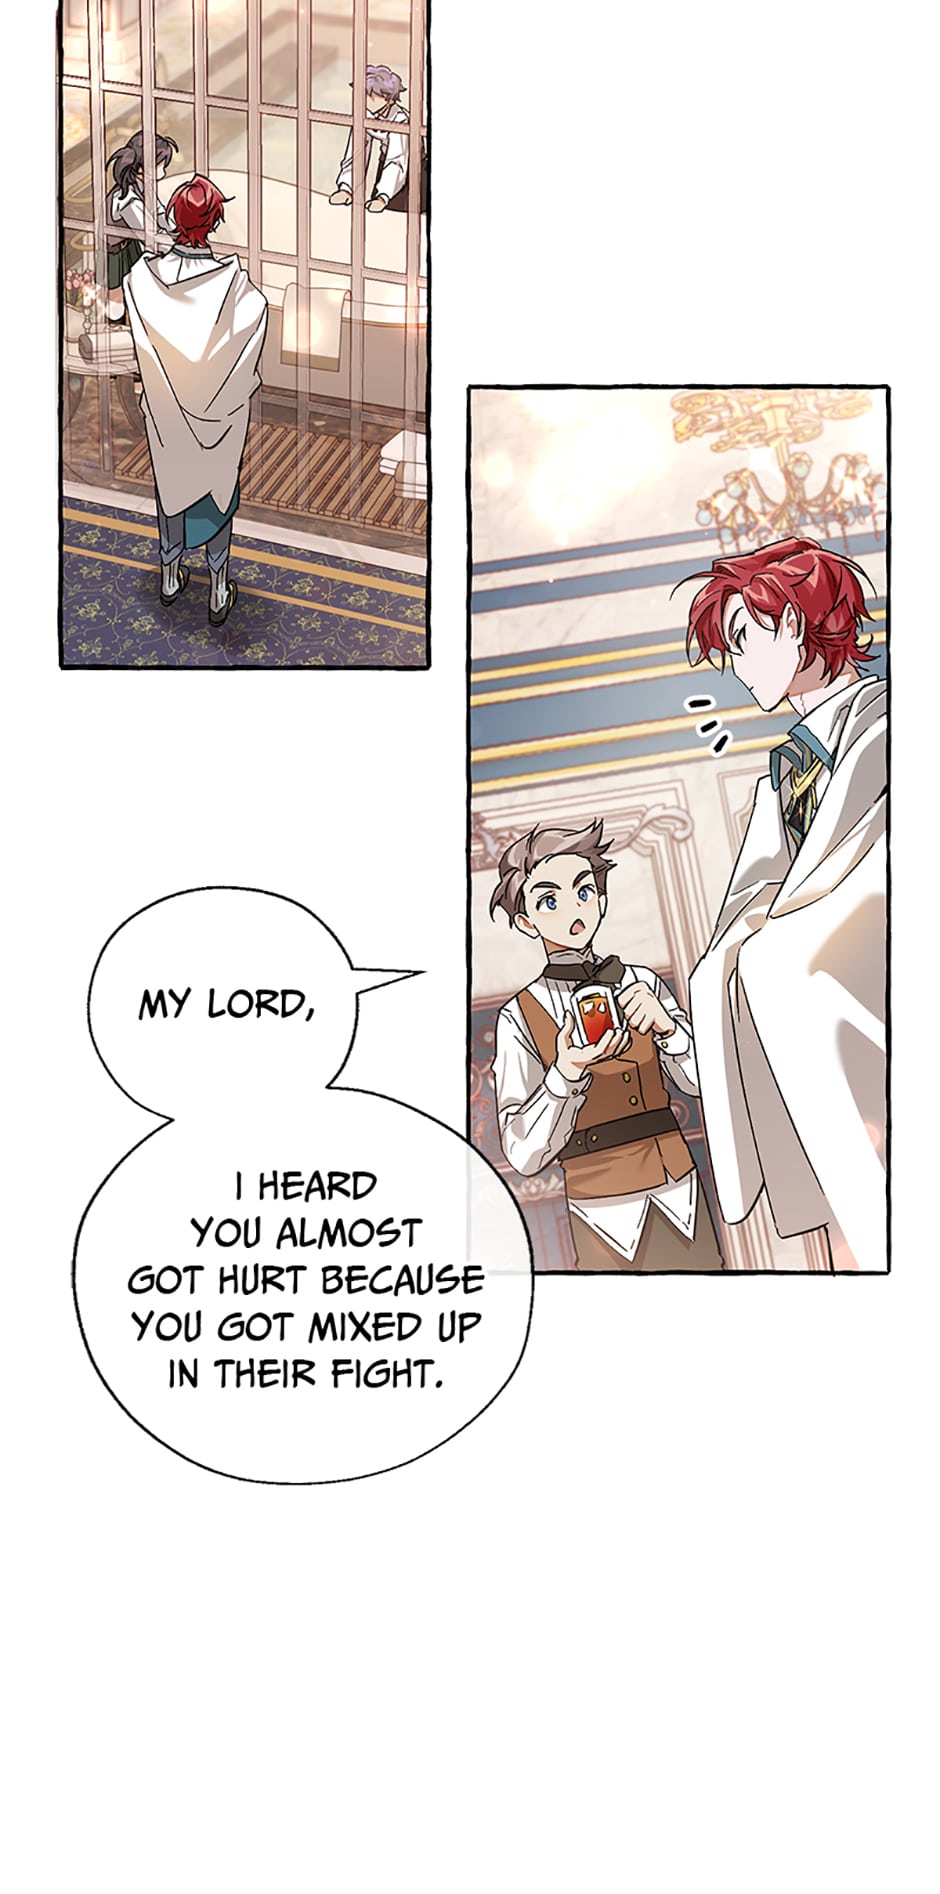 MY LORD,
I HEARD
YOU ALMOST
GOT HURT BECAUSE
YOU GOT MIXED UP
IN THEIR FIGHT.